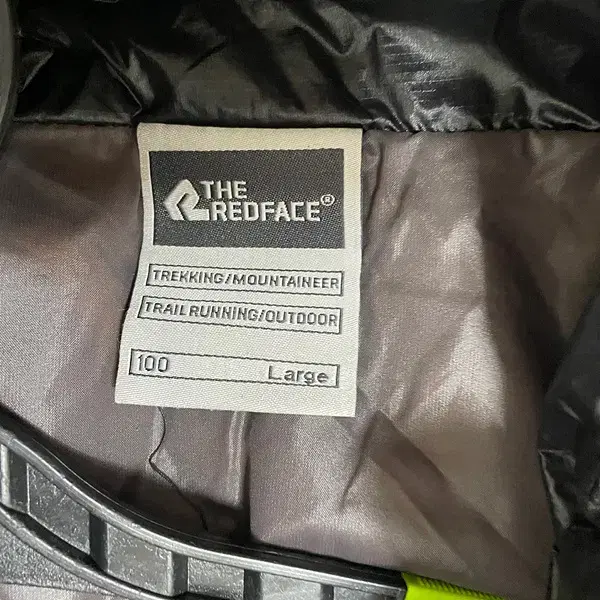 THE
REDFACE®
TREKKING/MOUNTAINEER
TRAIL RUNNING/OUTDOOR
100 Large